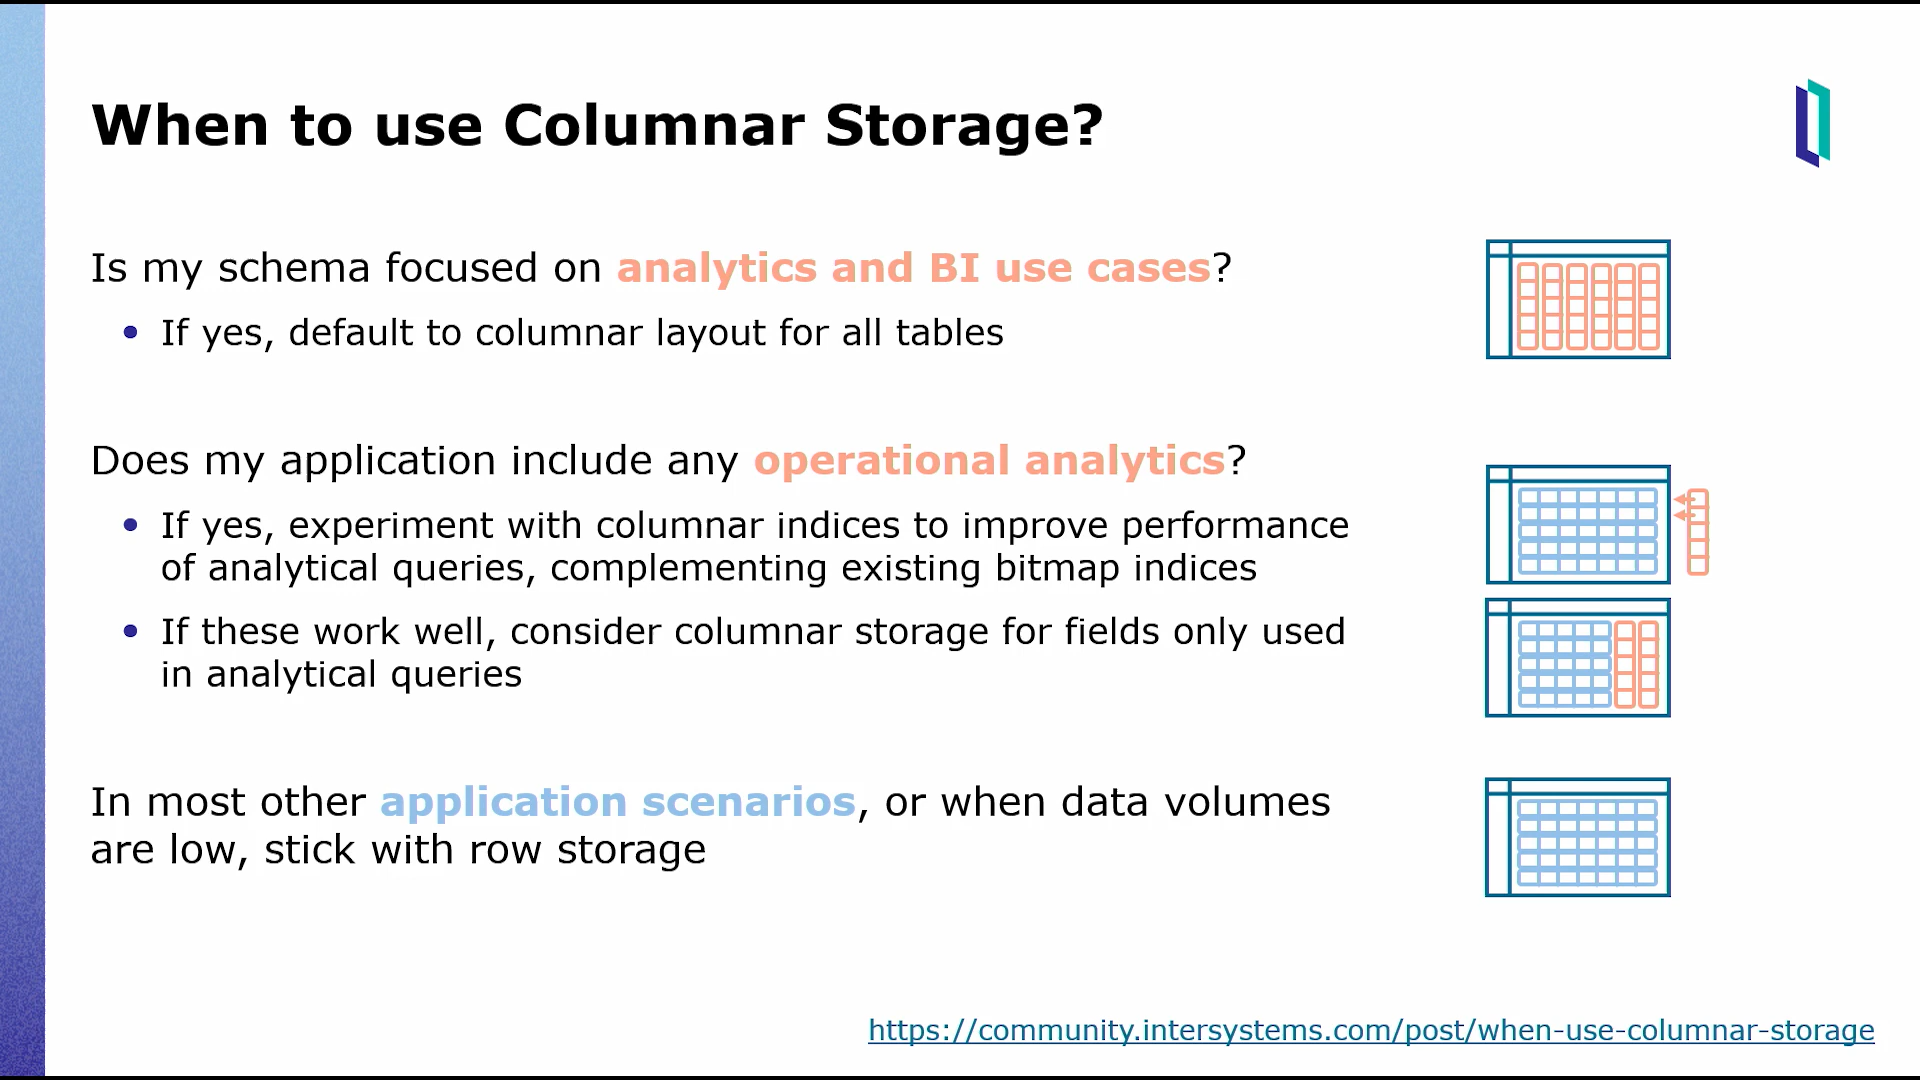 When to use Columnar Storage?
Is my schema focused on analytics and BI use cases?
• If yes, default to columnar layout for all tables
Does my application include any operational analytics?
• If yes, experiment with columnar indices to improve performance
of analytical queries, complementing existing bitmap indices
• If these work well, consider columnar storage for fields only used
in analytical queries
In most other application scenarios, or when data volumes
are low, stick with row storage
https://community.intersystems.com/post/when-use-columnar-storage